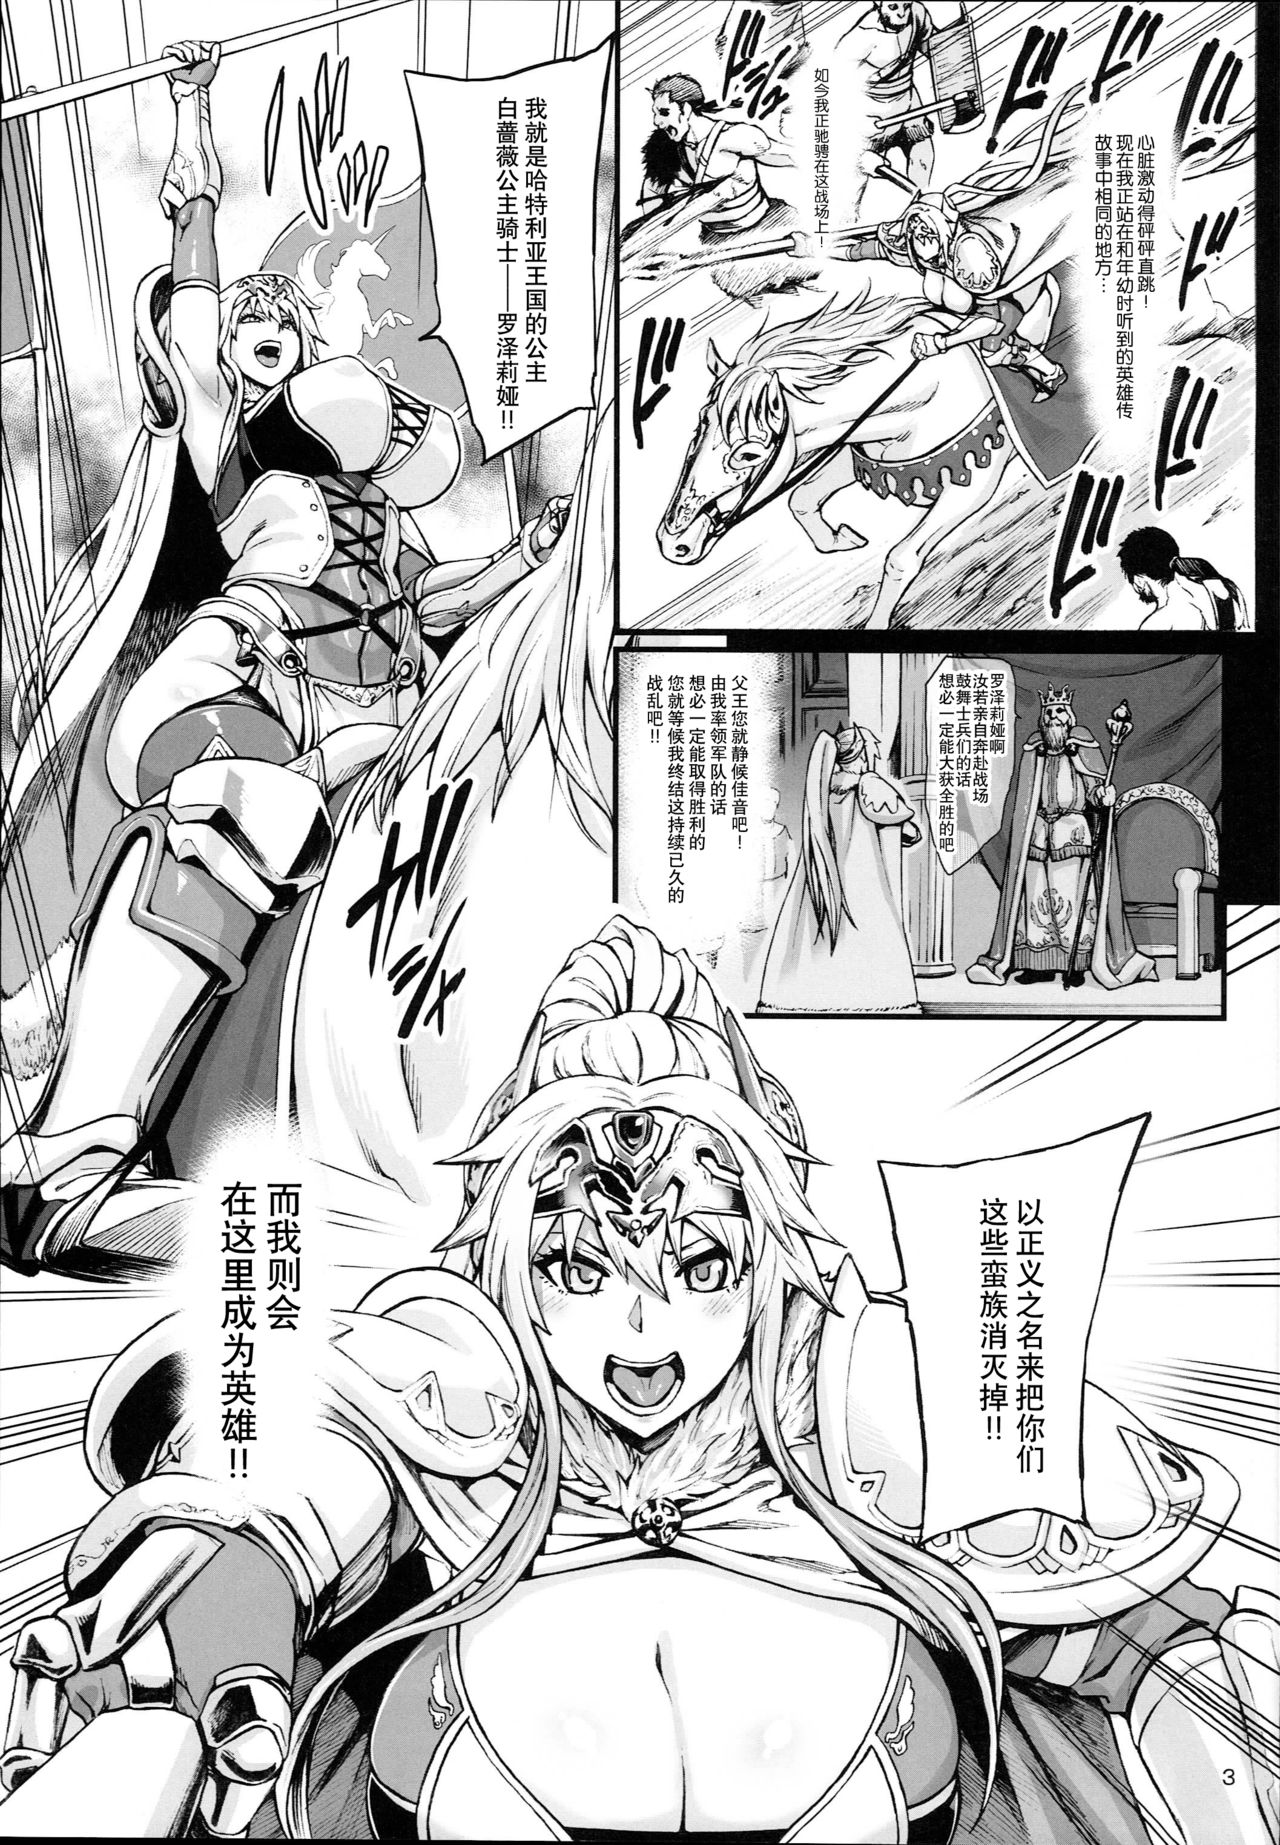 心脏激动得砰砰直跳！
现在我正站在和年幼时听到的英雄传
故事中相同的地方…
如今我正驰骋在这战场上！
罗泽莉娅啊
汝若亲自奔赴战场
鼓舞士兵们的话
想必一定能大获全胜的吧
父王您就静候佳音吧！
由我率领军队的话
想必一定能取得胜利的
您就等候我终结这持续已久的
战乱吧!!
我就是哈特利亚王国的公主
白蔷薇公主骑士——罗泽莉娅!!
以正义之名来把你们
这些蛮族消灭掉!!
而我则会
在这里成为英雄!!
3